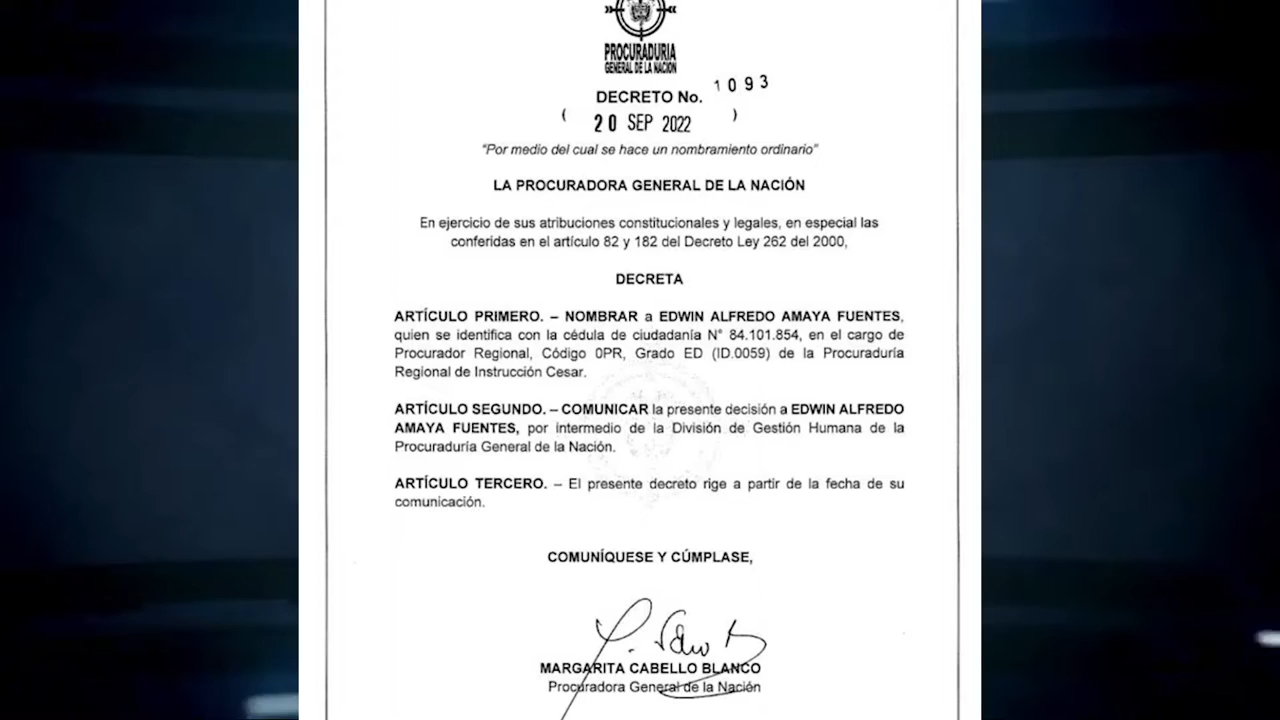 PROCURADURIA
GENERAL DE LA NACION
DECRETO No. 1093
( 20 SEP 2022 )
"Por medio del cual se hace un nombramiento ordinario"
LA PROCURADORA GENERAL DE LA NACIÓN
En ejercicio de sus atribuciones constitucionales y legales, en especial las
conferidas en el artículo 82 y 182 del Decreto Ley 262 del 2000,
DECRETA
ARTÍCULO PRIMERO. – NOMBRAR a EDWIN ALFREDO AMAYA FUENTES,
quien se identifica con la cédula de ciudadanía N° 84.101.854, en el cargo de
Procurador Regional, Código 0PR, Grado ED (ID.0059) de la Procuraduría
Regional de Instrucción Cesar.
ARTÍCULO SEGUNDO. – COMUNICAR la presente decisión a EDWIN ALFREDO
AMAYA FUENTES, por intermedio de la División de Gestión Humana de la
Procuraduría General de la Nación.
ARTÍCULO TERCERO. – El presente decreto rige a partir de la fecha de su
comunicación.
COMUNÍQUESE Y CÚMPLASE,
MARGARITA CABELLO BLANCO
Procuradora General de la Nación